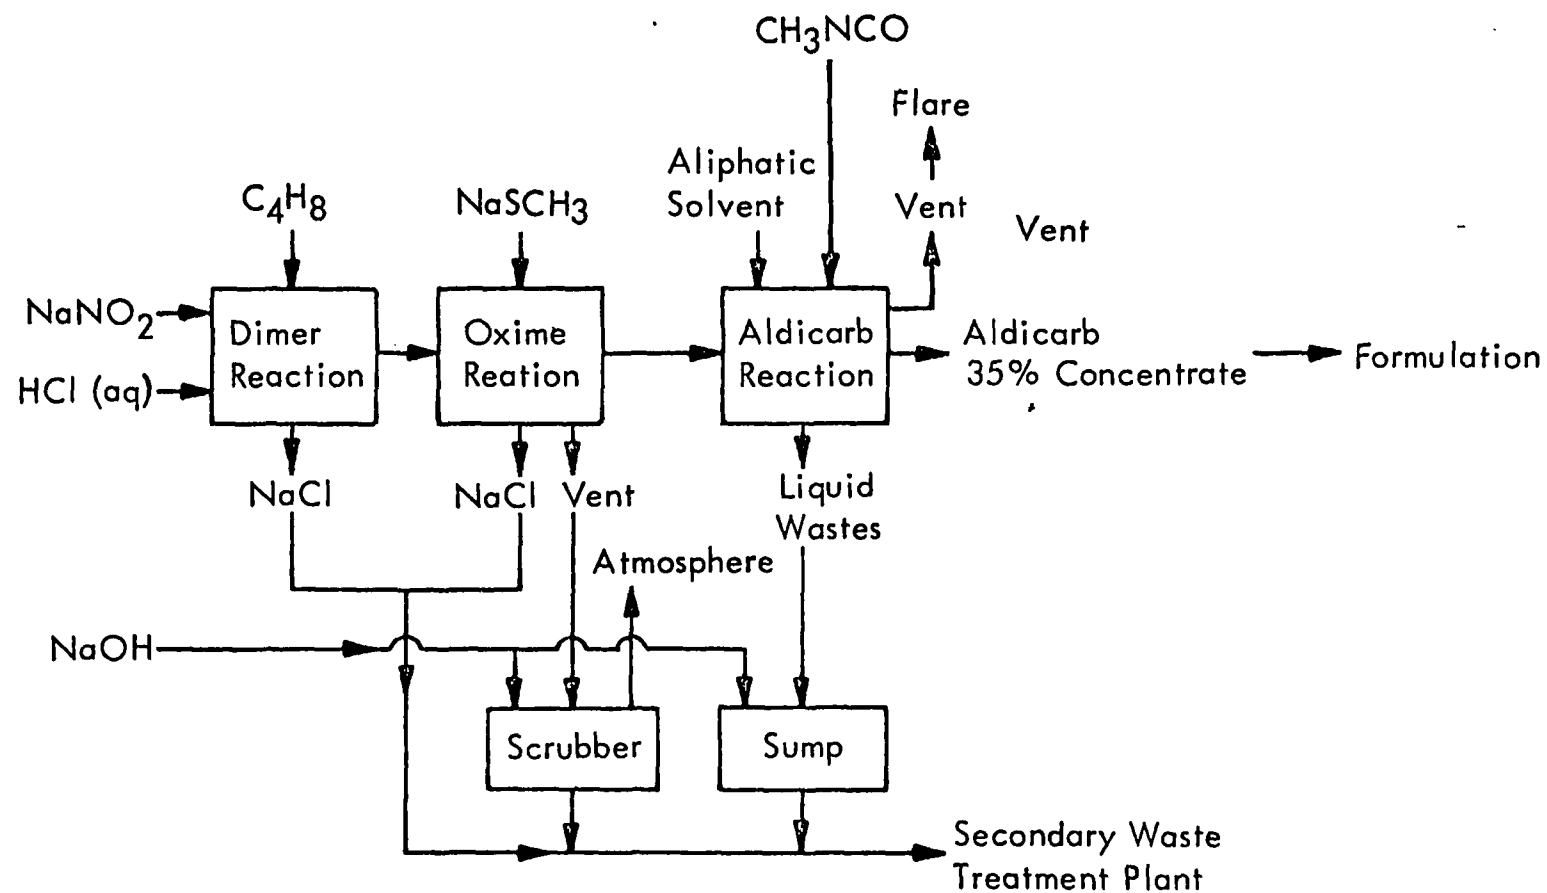 CH₃NCO
Flare
Aliphatic
Solvent
C₄H₈
NaSCH₃
Vent
Vent
NaNO₂
HCl (aq)
Dimer
Reaction
Oxime
Reation
Aldicarb
Reaction
Aldicarb
35% Concentrate
Formulation
NaCl
NaCl
Vent
Liquid
Wastes
Atmosphere
NaOH
Scrubber
Sump
Secondary Waste
Treatment Plant